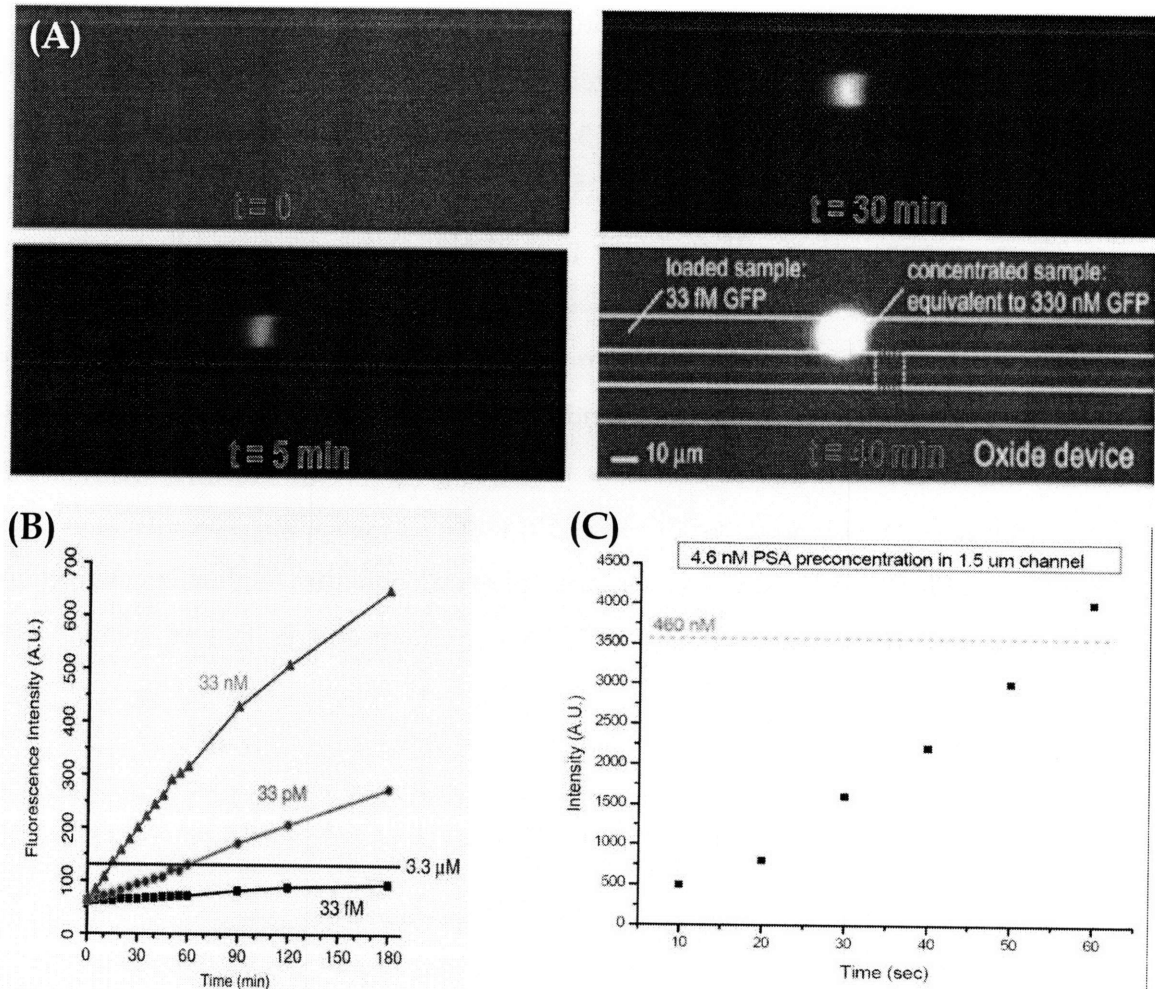 (A)
t = 0
t = 30 min
t = 5 min
loaded sample:
33 fM GFP
concentrated sample:
equivalent to 330 nM GFP
10 µm
t = 40 min
Oxide device
(B)
Fluorescence Intensity (A.U.)
700
600
500
400
300
200
100
0
33 nM
33 pM
3.3 µM
33 fM
0
30
60
90
120
150
180
Time (min)
(C)
4.6 nM PSA preconcentration in 1.5 um channel
Intensity (A.U.)
4500
4000
3500
3000
2500
2000
1500
1000
500
0
460 nM
10
20
30
40
50
60
Time (sec)